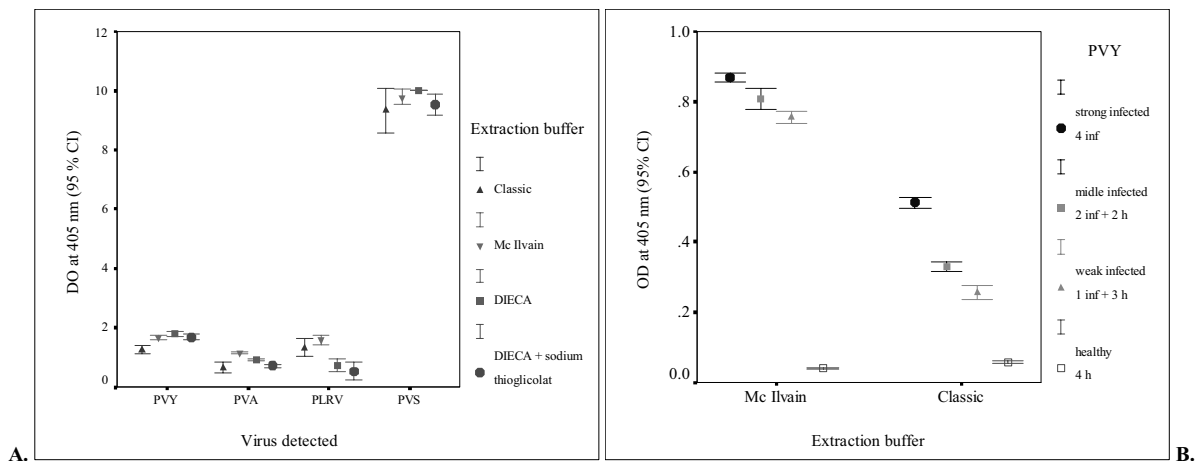 12
10
8
6
4
2
0
DO at 405 nm (95 % CI)
PVY PVA PLRV PVS
Virus detected
Extraction buffer
Classic
Mc Ilvain
DIECA
DIECA + sodium
thioglicolat
A.
1.0
.8
.6
.4
.2
0.0
OD at 405 nm (95% CI)
Mc Ilvain Classic
Extraction buffer
PVY
strong infected
4 inf
midle infected
2 inf + 2 h
weak infected
1 inf + 3 h
healthy
4 h
B.